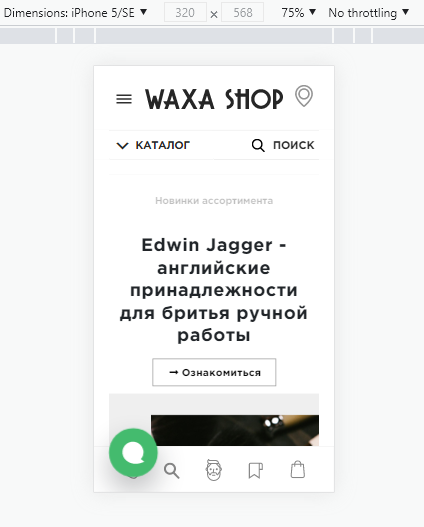 Dimensions: iPhone 5/SE ▼ 320 × 568 75% ▼ No throttling ▼
WAXA SHOP
КАТАЛОГ ПОИСК
Новинки ассортимента
Edwin Jagger -
английские
принадлежности
для бритья ручной
работы
→ Ознакомиться